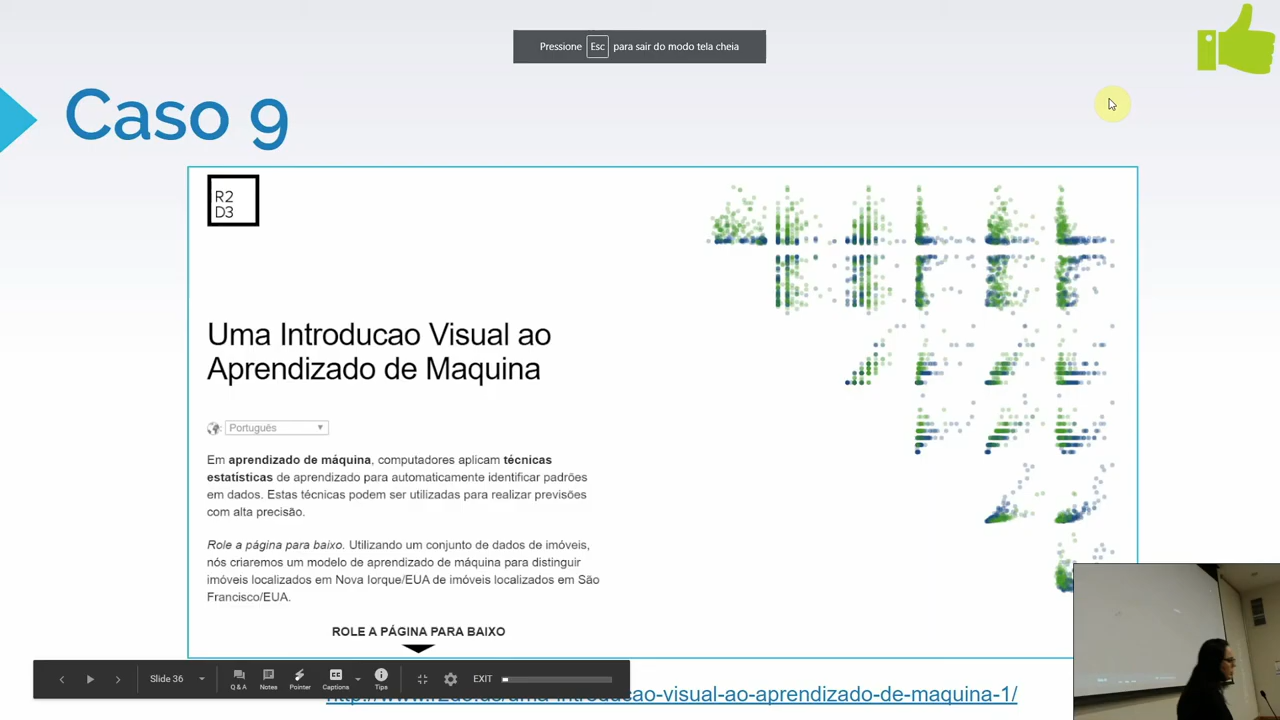 Pressione Esc para sair do modo tela cheia
Caso 9
R2
D3
Uma Introducao Visual ao
Aprendizado de Maquina
Português
Em aprendizado de máquina, computadores aplicam técnicas
estatísticas de aprendizado para automaticamente identificar padrões
em dados. Estas técnicas podem ser utilizadas para realizar previsões
com alta precisão.
Role a página para baixo. Utilizando um conjunto de dados de imóveis,
nós criaremos um modelo de aprendizado de máquina para distinguir
imóveis localizados em Nova Iorque/EUA de imóveis localizados em São
Francisco/EUA.
ROLE A PÁGINA PARA BAIXO
Slide 36
Q & A
Notes
Pointer
Captions
Tips
EXIT
cao-visual-ao-aprendizado-de-maquina-1/